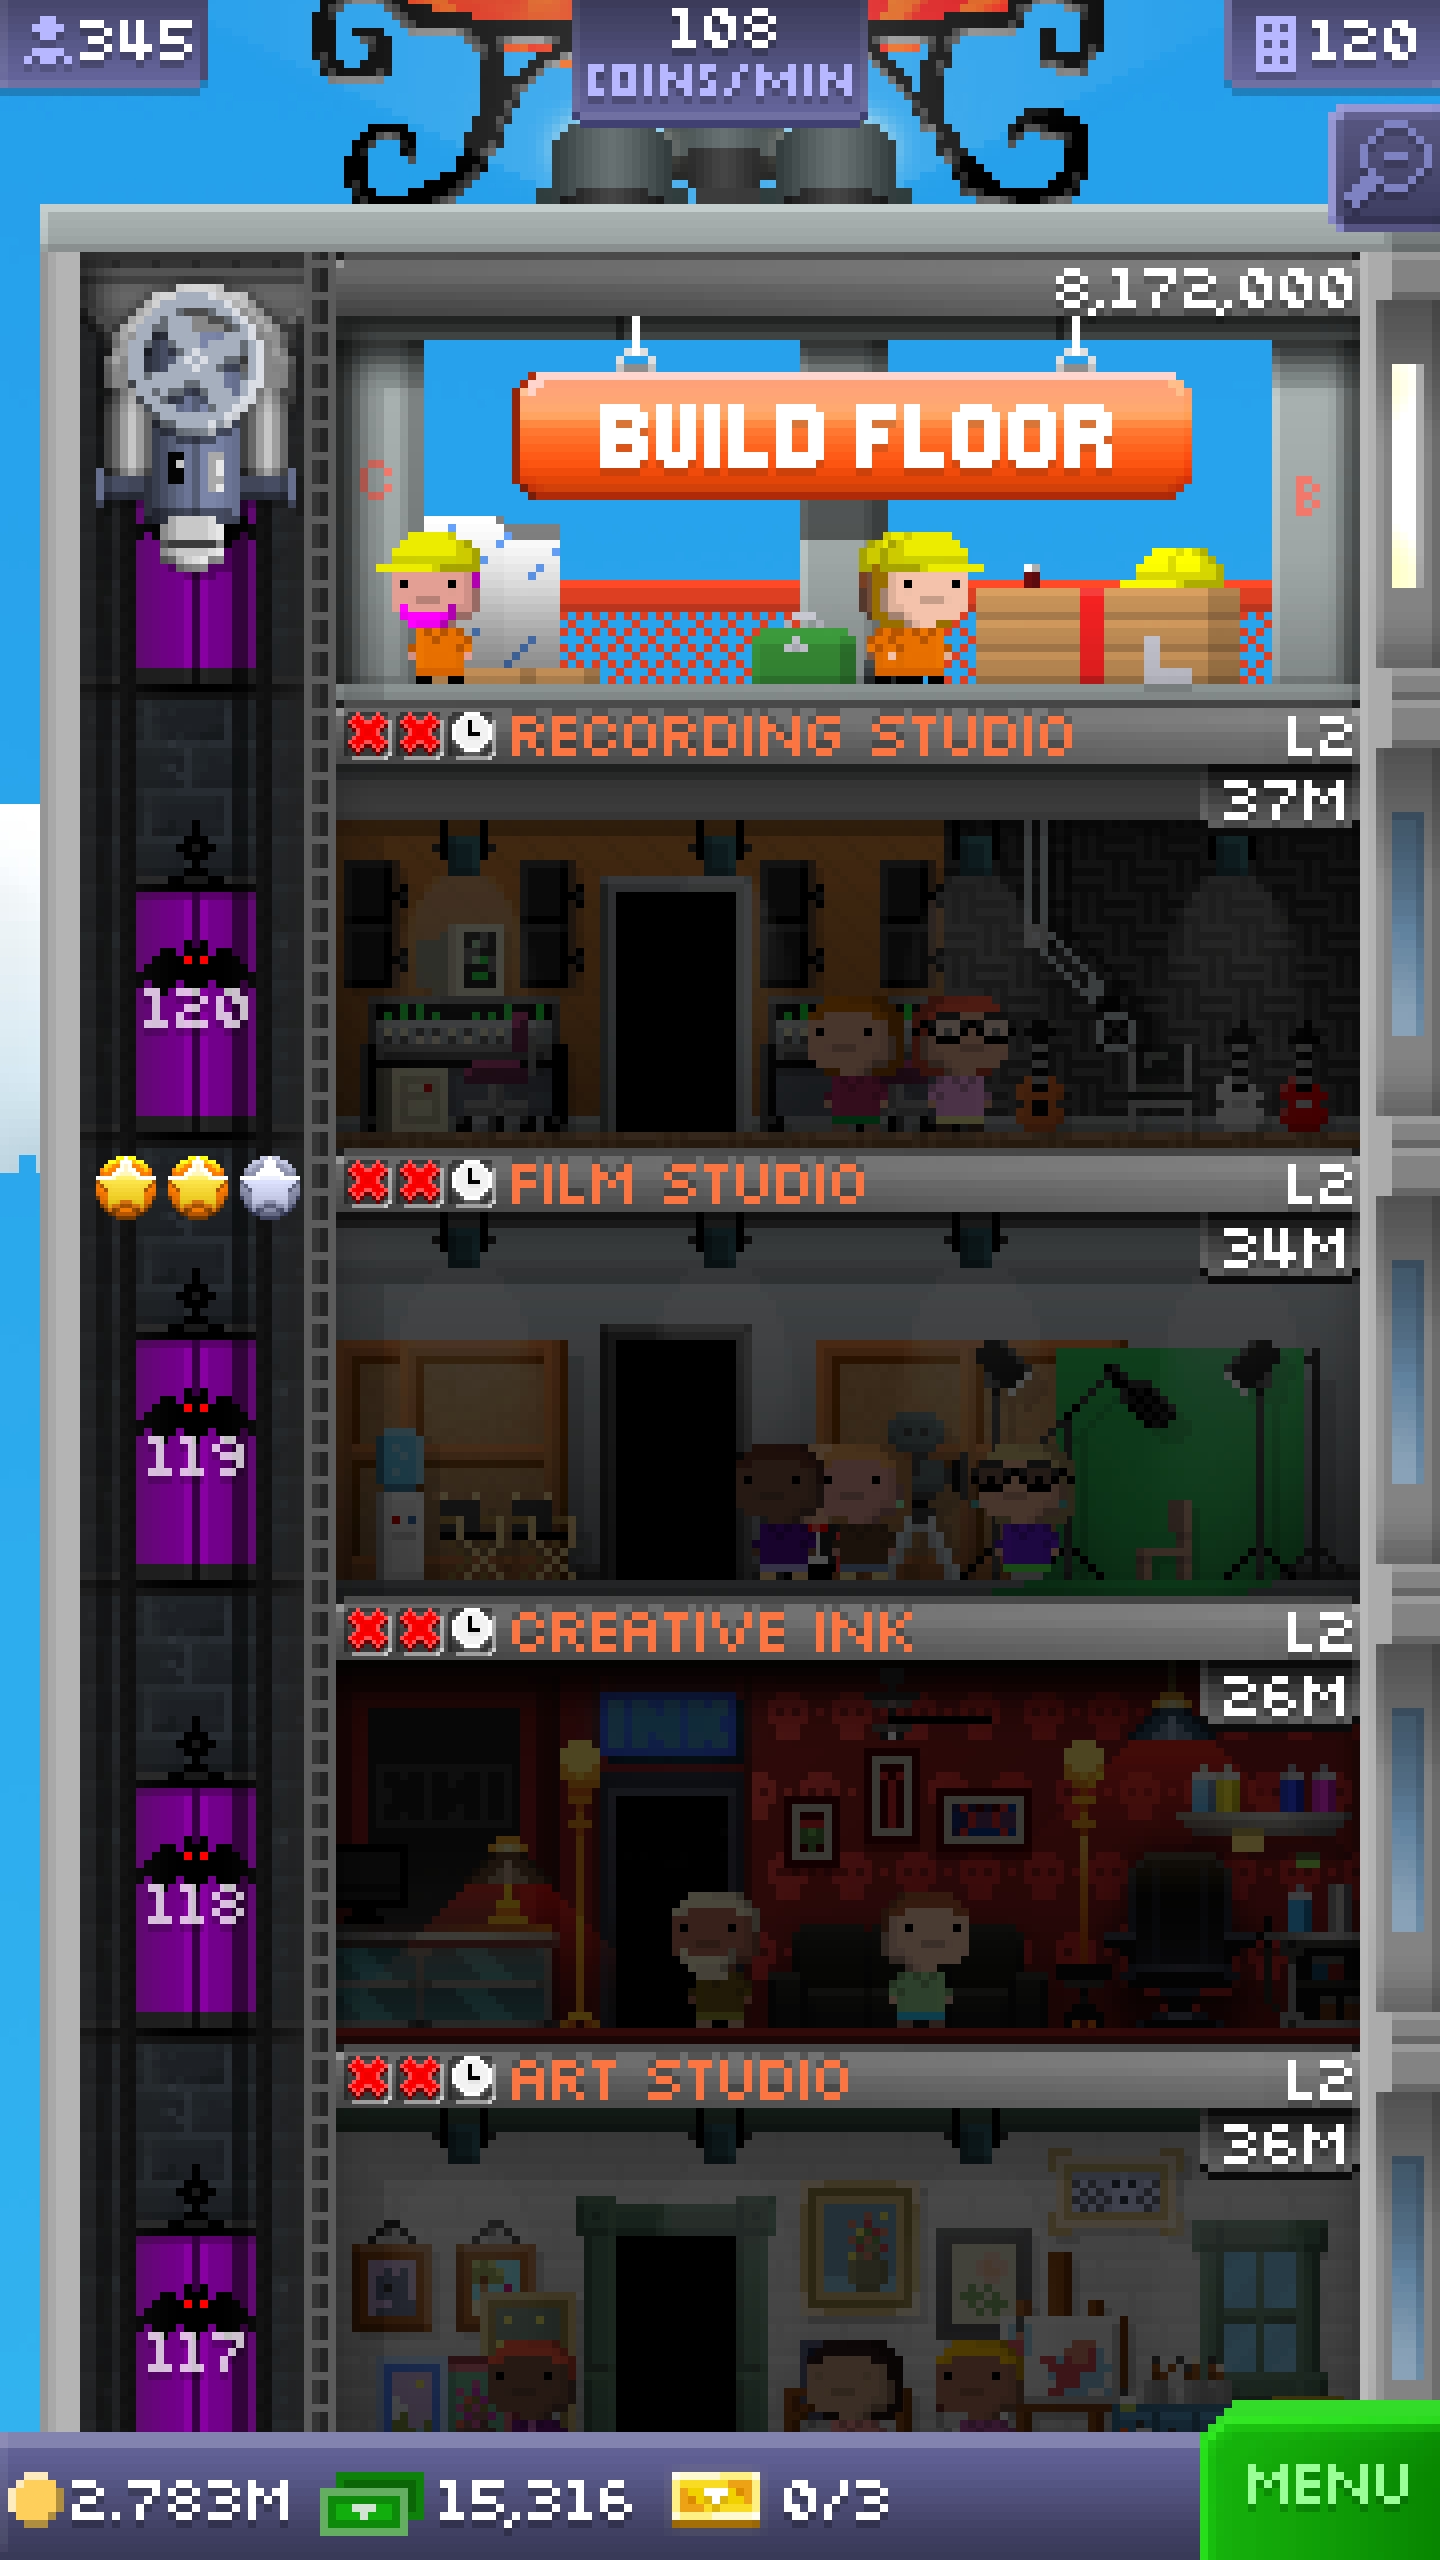 345
108
COINS/MIN
120
8,172,000
BUILD FLOOR
C
B
RECORDING STUDIO L2
37M
120
FILM STUDIO L2
34M
119
CREATIVE INK L2
26M
INK
118
ART STUDIO L2
36M
117
2.783M 15,316 0/3
MENU